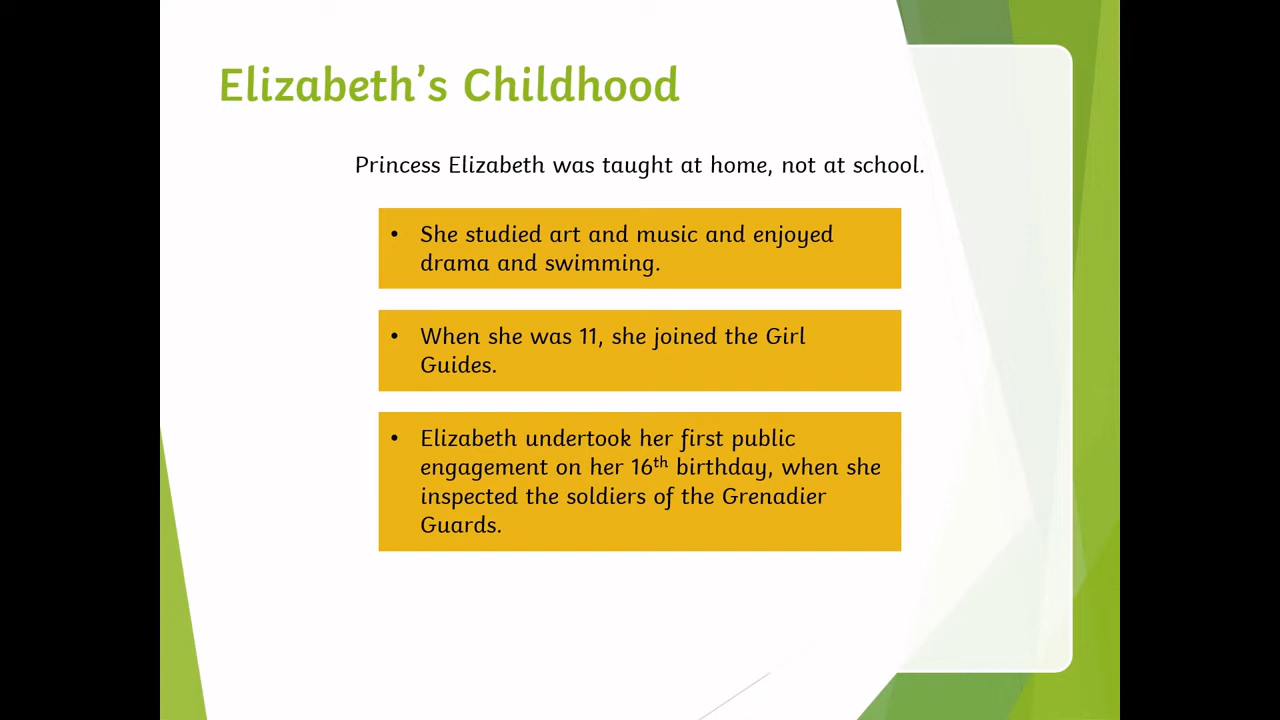 Elizabeth’s Childhood
Princess Elizabeth was taught at home, not at school.
• She studied art and music and enjoyed
drama and swimming.
• When she was 11, she joined the Girl
Guides.
• Elizabeth undertook her first public
engagement on her 16th birthday, when she
inspected the soldiers of the Grenadier
Guards.